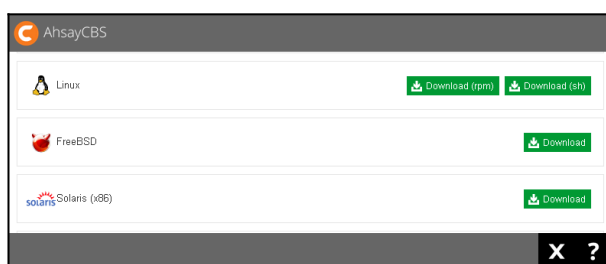 AhsayCBS
Linux Download (rpm) Download (sh)
FreeBSD Download
solaris Solaris (x86) Download
X ?